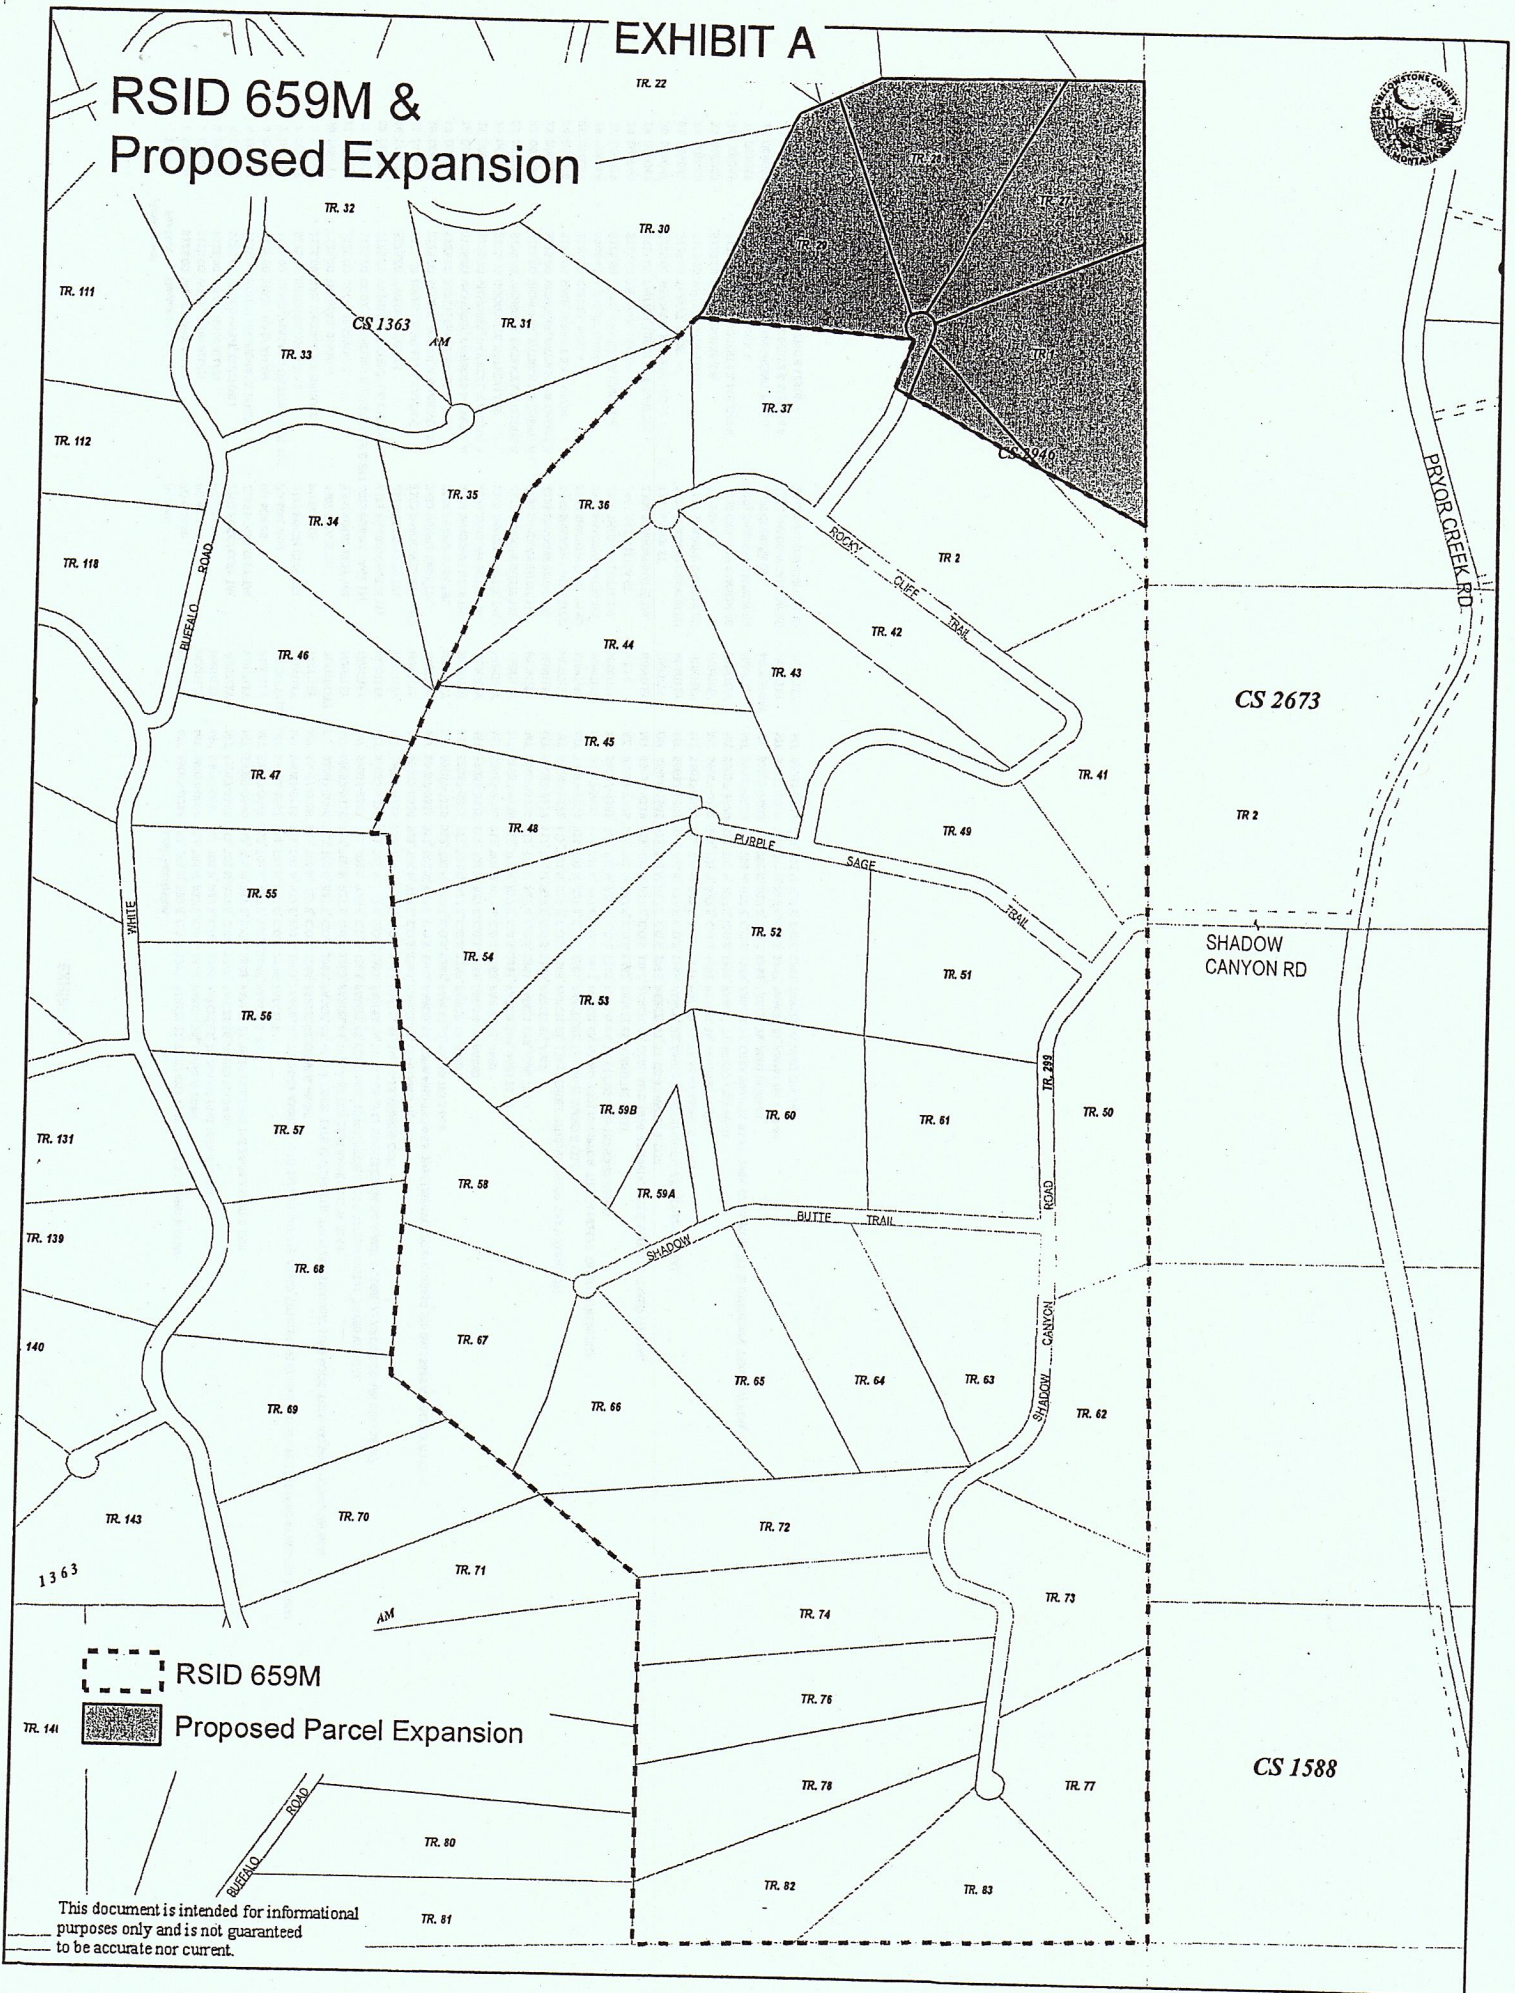 EXHIBIT A
RSID 659M &
Proposed Expansion
YELLOWSTONE COUNTY
MONTANA
TR. 22
TR. 28
TR. 27
TR. 32
TR. 30
TR. 29
TR. 111
CS 1363
AM
TR. 31
TR. 33
TR 1
TR. 37
TR. 112
CS 2946
TR. 35
TR. 36
TR. 34
PRYOR CREEK RD
ROCKY CLIFF TRAIL
TR 2
TR. 118
BUFFALO ROAD
TR. 42
TR. 44
TR. 46
TR. 43
CS 2673
TR. 45
TR. 47
TR. 41
TR 2
TR. 48
TR. 49
PURPLE SAGE TRAIL
TR. 55
WHITE
TR. 52
SHADOW
CANYON RD
TR. 54
TR. 51
TR. 53
TR. 56
TR. 299
TR. 59B
TR. 60
TR. 61
TR. 50
TR. 57
TR. 131
TR. 58
TR. 59A
SHADOW BUTTE TRAIL
TR. 139
TR. 68
SHADOW CANYON ROAD
TR. 67
140
TR. 65
TR. 64
TR. 63
TR. 66
TR. 69
TR. 62
TR. 143
TR. 70
TR. 72
1363
TR. 71
TR. 73
AM
TR. 74
RSID 659M
TR. 76
TR. 14
Proposed Parcel Expansion
CS 1588
TR. 78
TR. 77
BUFFALO ROAD
TR. 80
TR. 82
TR. 83
TR. 81
This document is intended for informational
purposes only and is not guaranteed
to be accurate nor current.